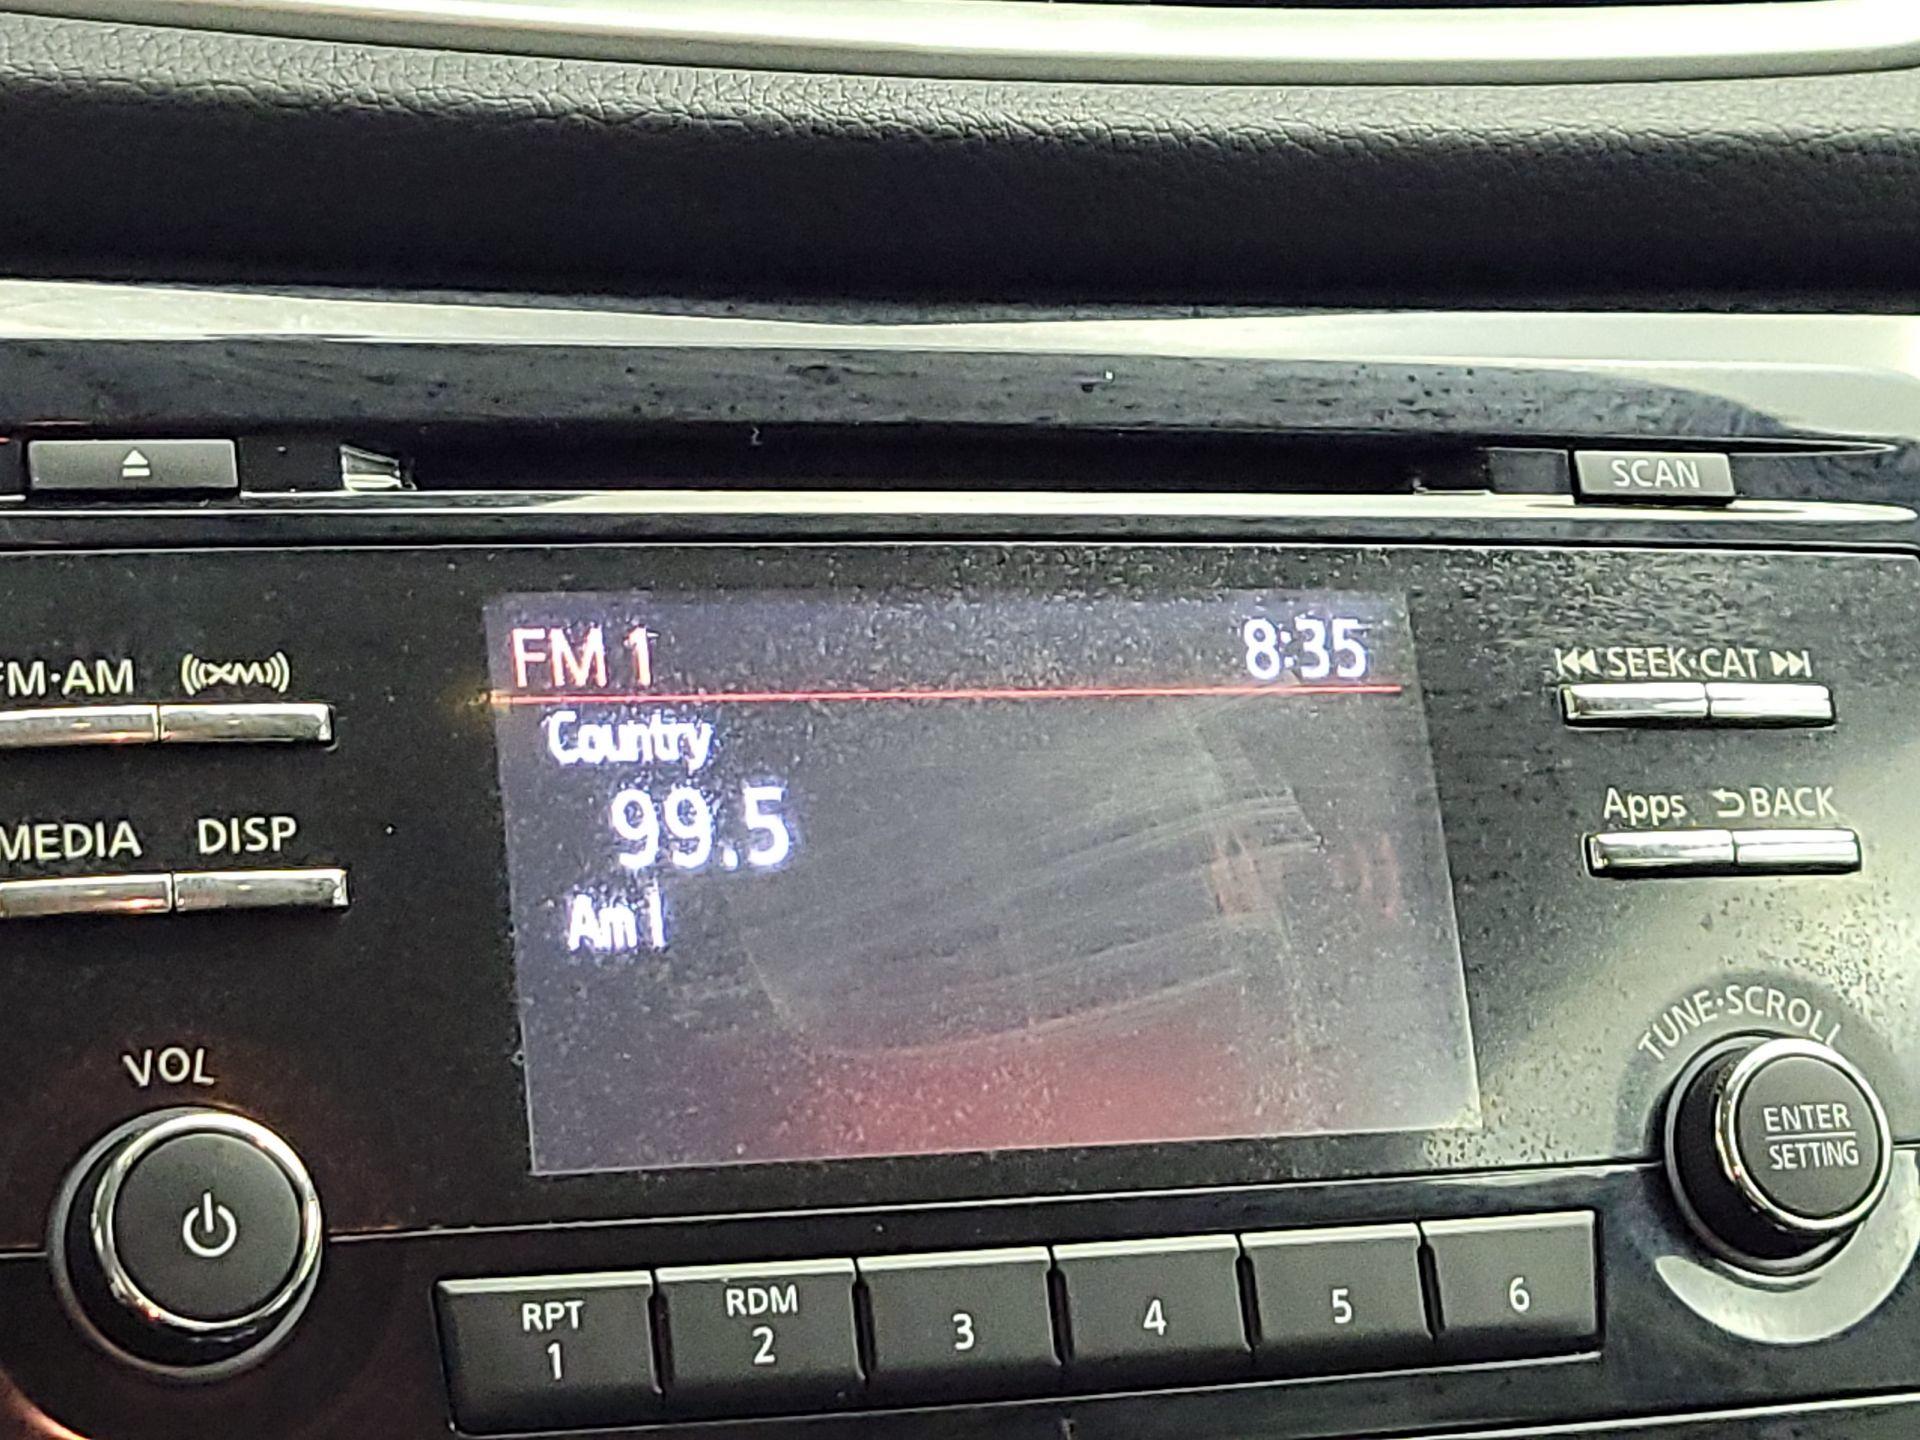 SCAN
FM 1 8:35
Country
99.5
Am I
FM·AM XM
MEDIA DISP
VOL
SEEK·CAT
Apps BACK
TUNE·SCROLL
ENTER
SETTING
RPT RDM
1 2 3 4 5 6